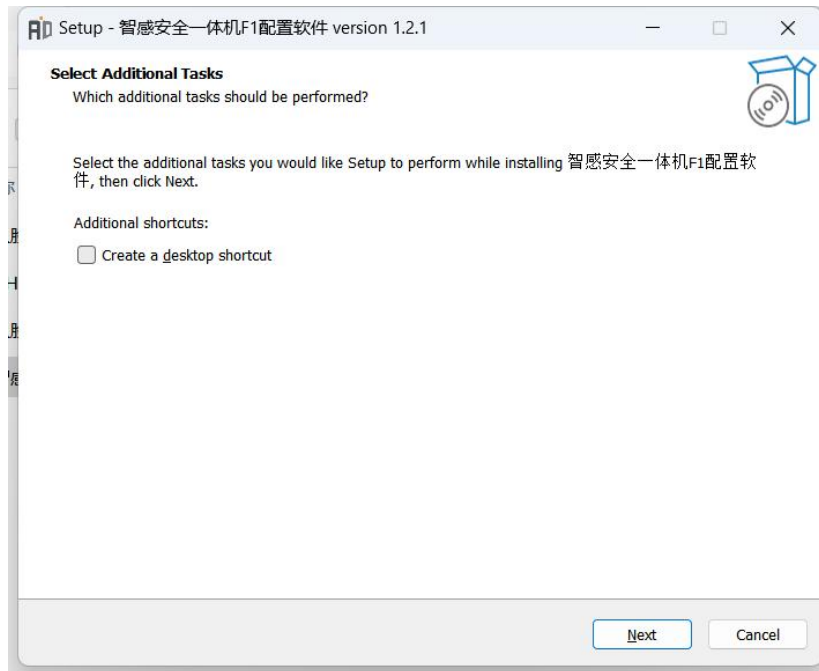 Setup - 智感安全一体机F1配置软件 version 1.2.1
Select Additional Tasks
Which additional tasks should be performed?
Select the additional tasks you would like Setup to perform while installing 智感安全一体机F1配置软
件, then click Next.
Additional shortcuts:
Create a desktop shortcut
Next
Cancel